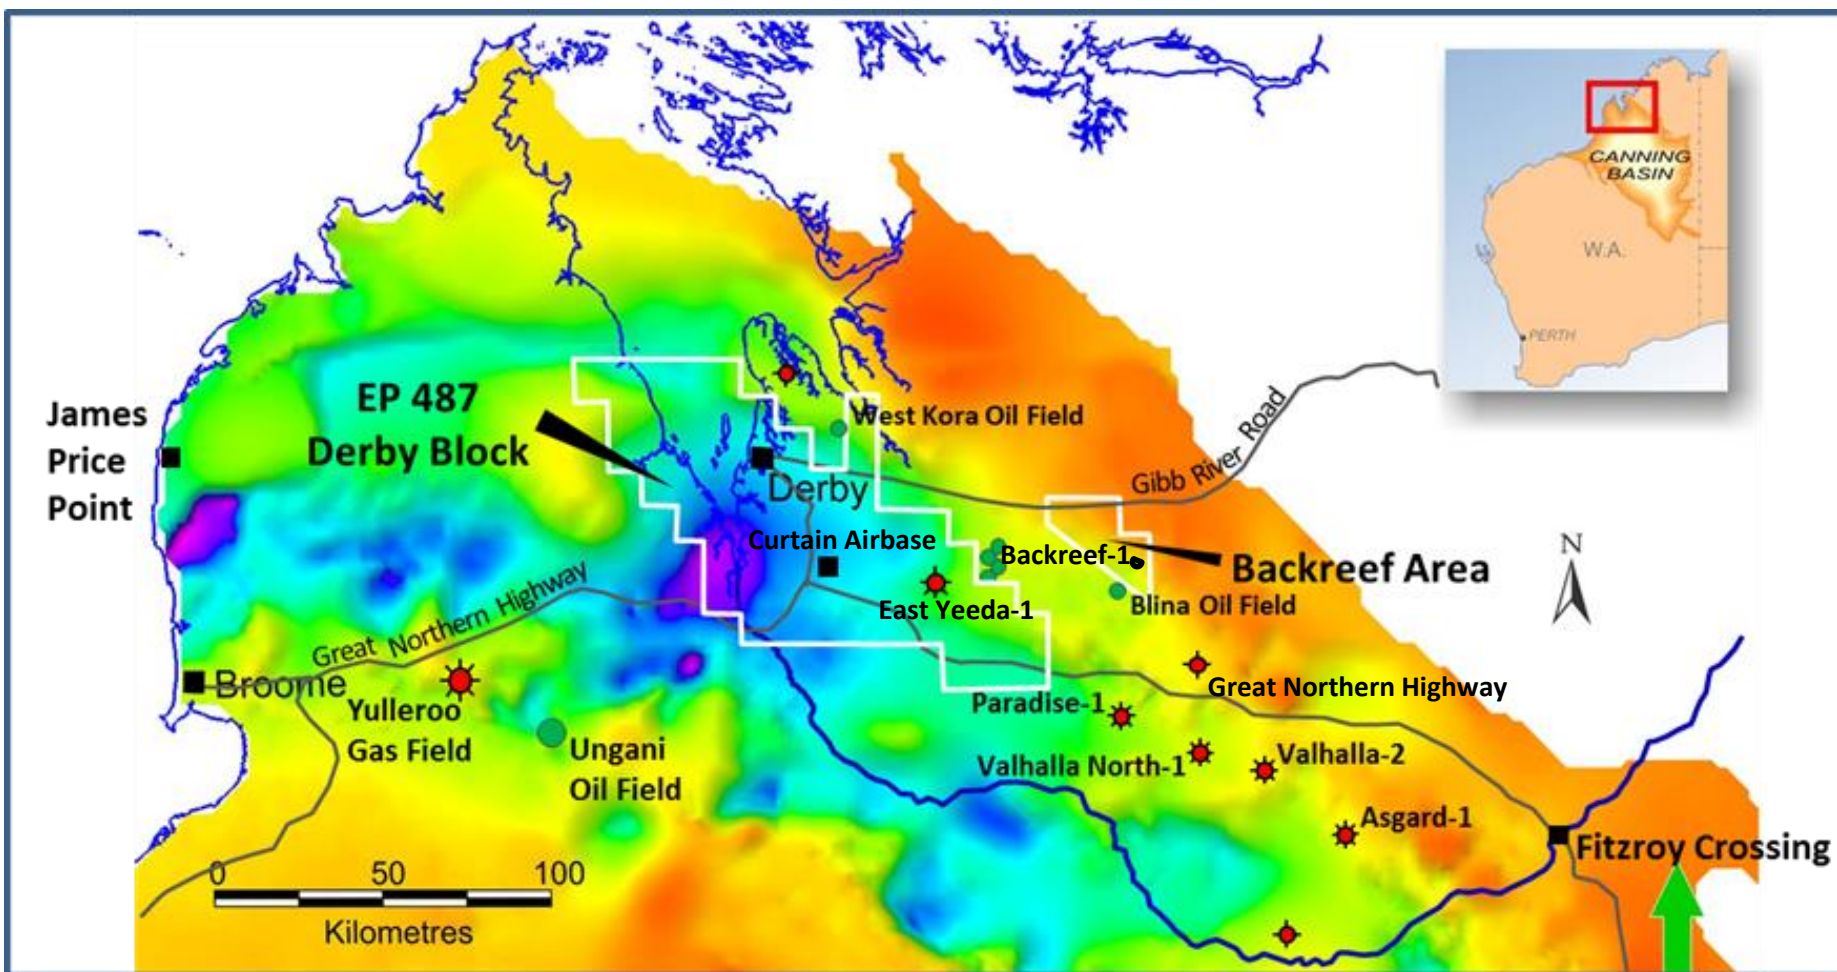 CANNING
BASIN
W.A.
PERTH
EP 487
Derby Block
James
Price
Point
West Kora Oil Field
Gibb River Road
Derby
Curtain Airbase
Backreef-1
Backreef Area
East Yeeda-1
Blina Oil Field
N
Great Northern Highway
Broome
Yulleroo
Gas Field
Ungani
Oil Field
Great Northern Highway
Paradise-1
Valhalla North-1
Valhalla-2
Asgard-1
Fitzroy Crossing
0 50 100
Kilometres